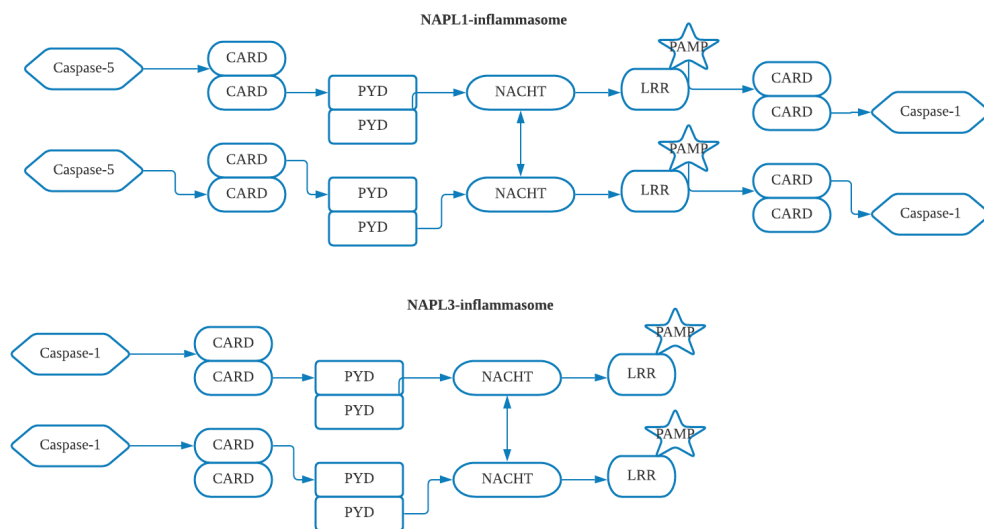 NAPL1-inflammasome
PAMP
Caspase-5
CARD
CARD
PYD
PYD
NACHT
LRR
CARD
CARD
Caspase-1
PAMP
Caspase-5
CARD
CARD
PYD
PYD
NACHT
LRR
CARD
CARD
Caspase-1
NAPL3-inflammasome
PAMP
Caspase-1
CARD
CARD
PYD
PYD
NACHT
LRR
PAMP
Caspase-1
CARD
CARD
PYD
PYD
NACHT
LRR